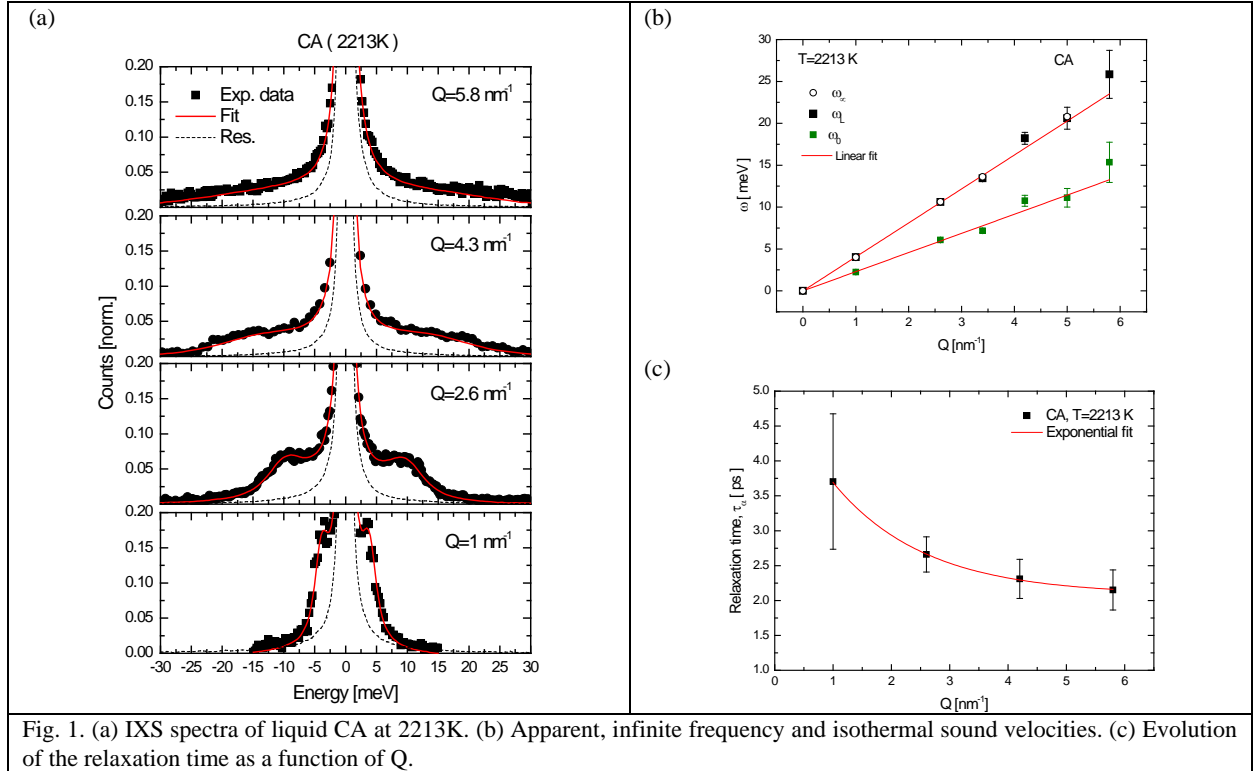 (a)
CA ( 2213K )
0.20
0.15
0.10
0.05
Exp. data
Fit
Res.
Q=5.8 nm⁻¹
0.20
0.15
0.10
0.05
Q=4.3 nm⁻¹
0.20
0.15
0.10
0.05
Q=2.6 nm⁻¹
0.20
0.15
0.10
0.05
0.00
Q=1 nm⁻¹
Counts [norm.]
-30 -25 -20 -15 -10 -5 0 5 10 15 20 25 30
Energy [meV]
(b)
T=2213 K
CA
ω∞
ωL
ω0
Linear fit
30
25
20
15
10
5
0
ω [ meV]
0 1 2 3 4 5 6
Q [nm⁻¹]
(c)
CA, T=2213 K
Exponential fit
5.0
4.5
4.0
3.5
3.0
2.5
2.0
1.5
1.0
Relaxation time, τα [ ps]
0 1 2 3 4 5 6
Q [nm⁻¹]
Fig. 1. (a) IXS spectra of liquid CA at 2213K. (b) Apparent, infinite frequency and isothermal sound velocities. (c) Evolution
of the relaxation time as a function of Q.